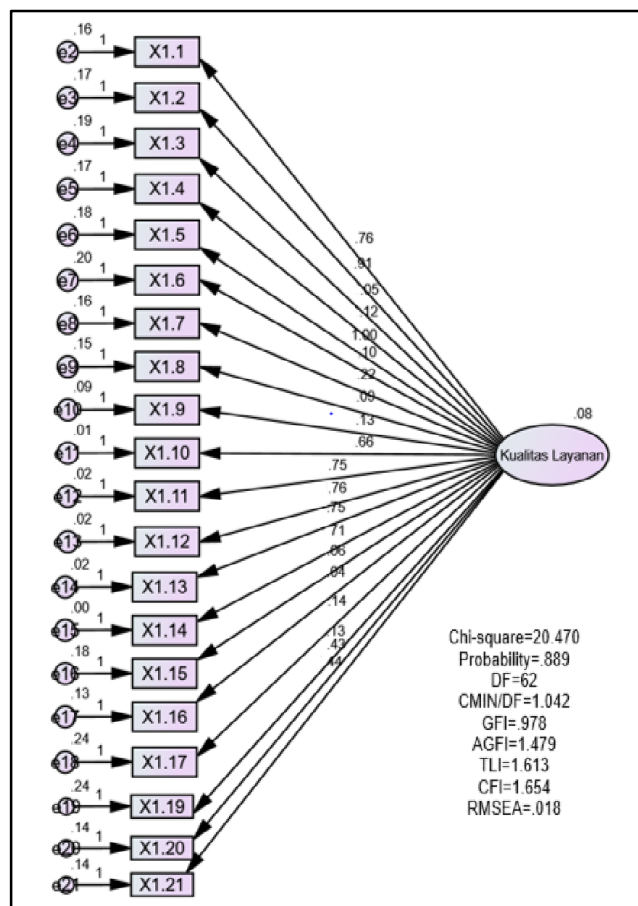 .16
e2 1 X1.1
.17
e3 1 X1.2
.19
e4 1 X1.3
.17
e5 1 X1.4
.18
e6 1 X1.5
.20
e7 1 X1.6
.16
e8 1 X1.7
.15
e9 1 X1.8
.09
e10 1 X1.9
.01
e11 1 X1.10
.02
e12 1 X1.11
.02
e13 1 X1.12
.02
e14 1 X1.13
.00
e15 1 X1.14
.18
e16 1 X1.15
.13
e17 1 X1.16
.24
e18 1 X1.17
.24
e19 1 X1.19
.14
e20 1 X1.20
.14
e21 1 X1.21
.76
.91
.05
.12
1.00
.10
.22
.09
.13
.66
.75
.76
.75
.71
.06
.04
.14
.13
.43
.44
.08
Kualitas Layanan
Chi-square=20.470
Probability=.889
DF=62
CMIN/DF=1.042
GFI=.978
AGFI=1.479
TLI=1.613
CFI=1.654
RMSEA=.018